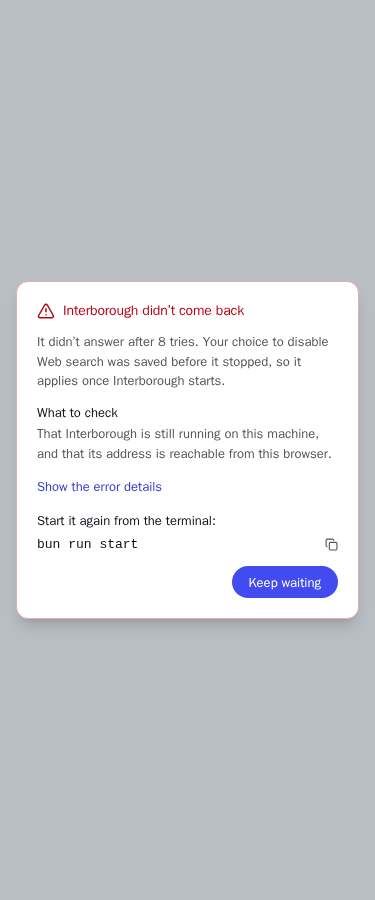 Interborough didn’t come back
It didn’t answer after 8 tries. Your choice to disable
Web search was saved before it stopped, so it
applies once Interborough starts.
What to check
That Interborough is still running on this machine,
and that its address is reachable from this browser.
Show the error details
Start it again from the terminal:
bun run start
Keep waiting